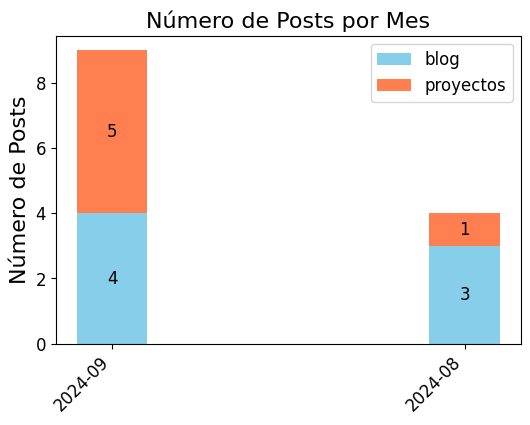 Número de Posts por Mes
blog
proyectos
Número de Posts
8
6
4
2
0
5
4
1
3
2024-09
2024-08